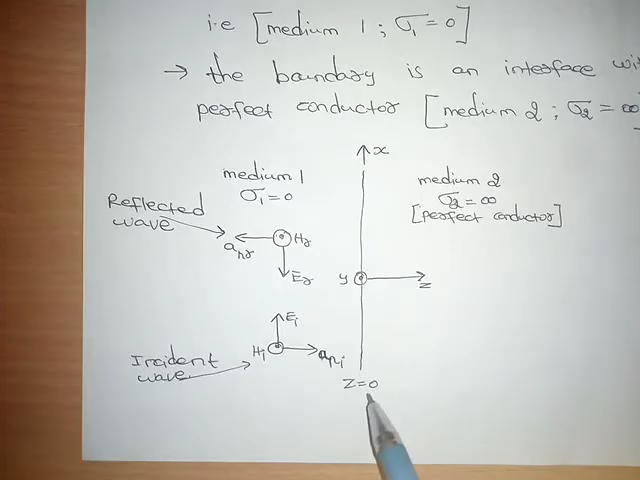 i.e [medium 1 ; σ₁ = 0]
→ the boundary is an interface
perfect conductor [medium 2 ; σ₂ = ∞
x
medium 1
σ₁ = 0
medium 2
σ₂ = ∞
[perfect conductor]
Reflected
wave
Hr
anr
Er
y
z
Ei
Hi
ani
Incident
wave
Z=0